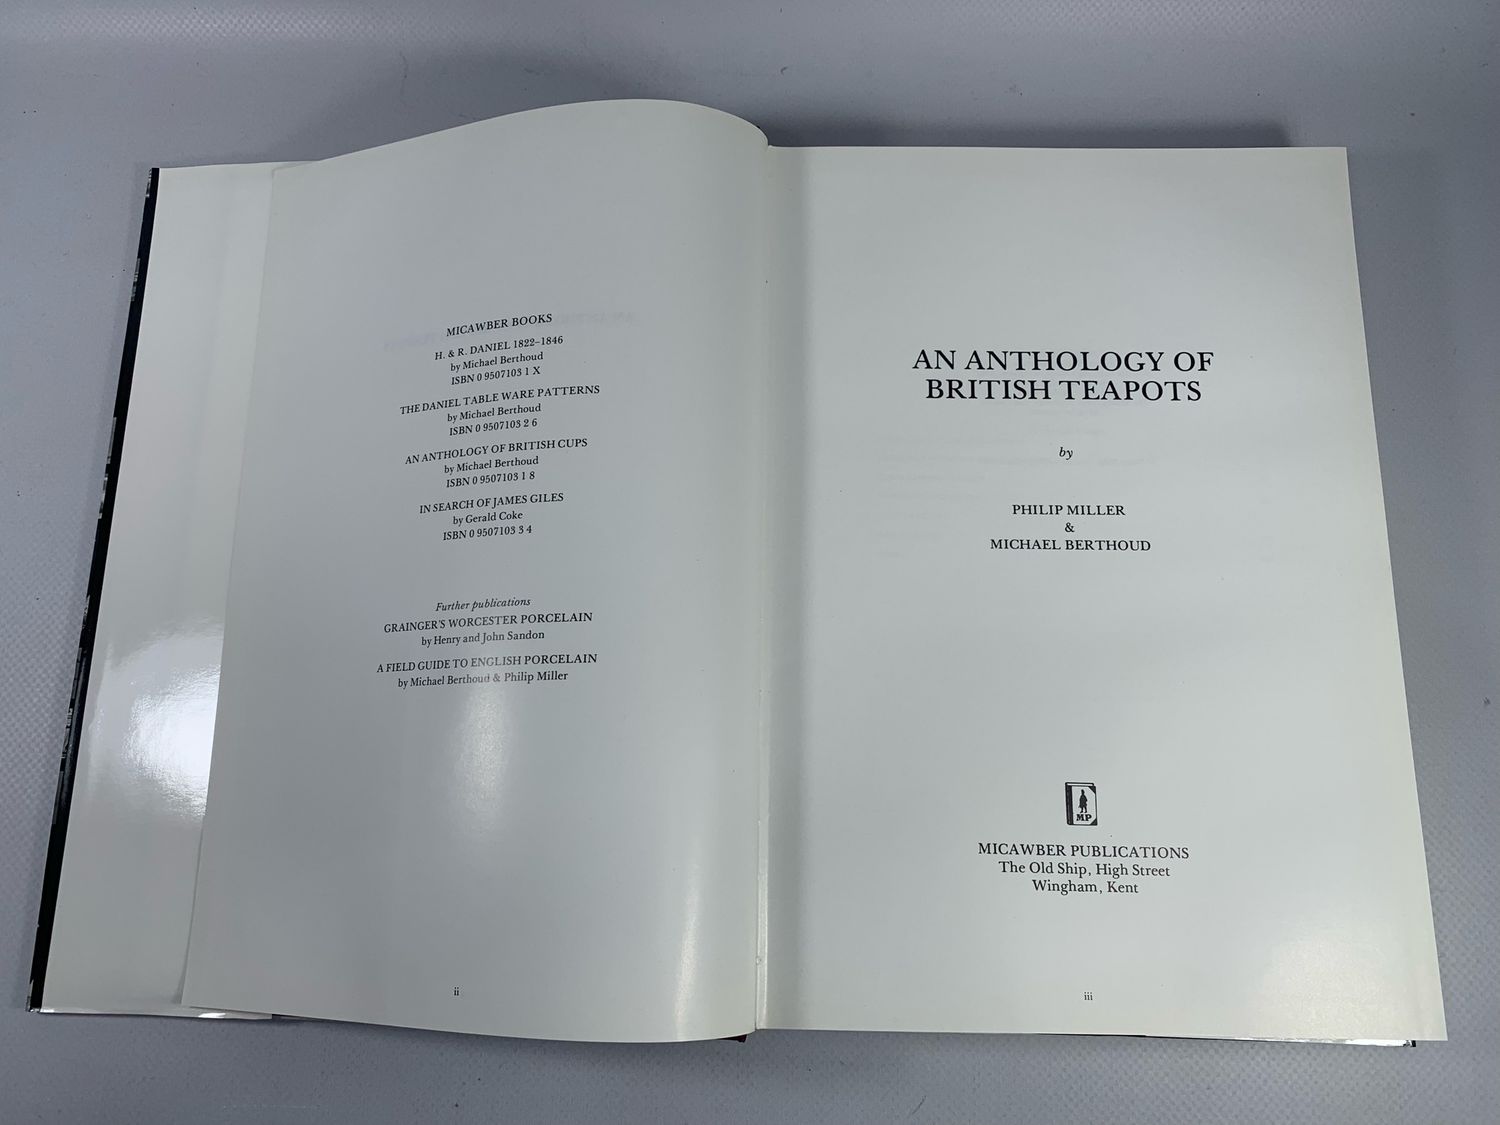 MICAWBER BOOKS
H. & R. DANIEL 1822–1846
by Michael Berthoud
ISBN 0 9507103 1 X
THE DANIEL TABLE WARE PATTERNS
by Michael Berthoud
ISBN 0 9507103 2 6
AN ANTHOLOGY OF BRITISH CUPS
by Michael Berthoud
ISBN 0 9507103 1 8
IN SEARCH OF JAMES GILES
by Gerald Coke
ISBN 0 9507103 3 4
Further publications
GRAINGER'S WORCESTER PORCELAIN
by Henry and John Sandon
A FIELD GUIDE TO ENGLISH PORCELAIN
by Michael Berthoud & Philip Miller
ii
AN ANTHOLOGY OF
BRITISH TEAPOTS
by
PHILIP MILLER
&
MICHAEL BERTHOUD
MP
MICAWBER PUBLICATIONS
The Old Ship, High Street
Wingham, Kent
iii